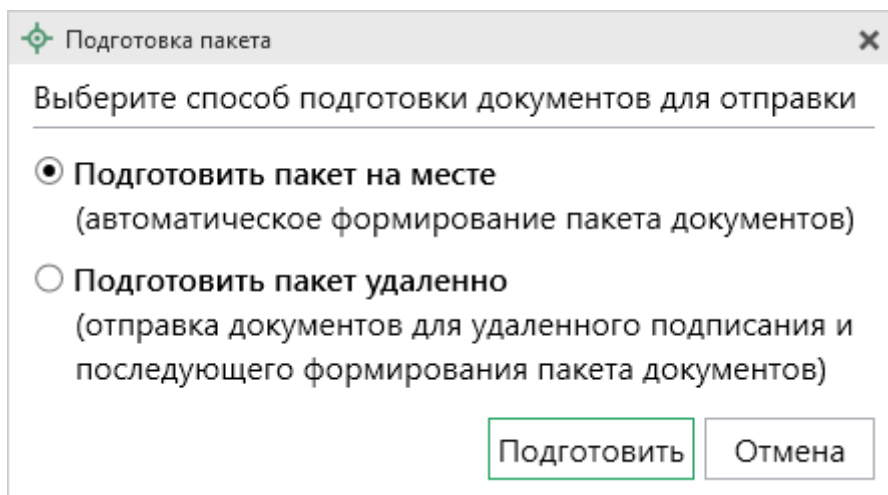 Подготовка пакета
Выберите способ подготовки документов для отправки
Подготовить пакет на месте
(автоматическое формирование пакета документов)
Подготовить пакет удаленно
(отправка документов для удаленного подписания и
последующего формирования пакета документов)
Подготовить Отмена